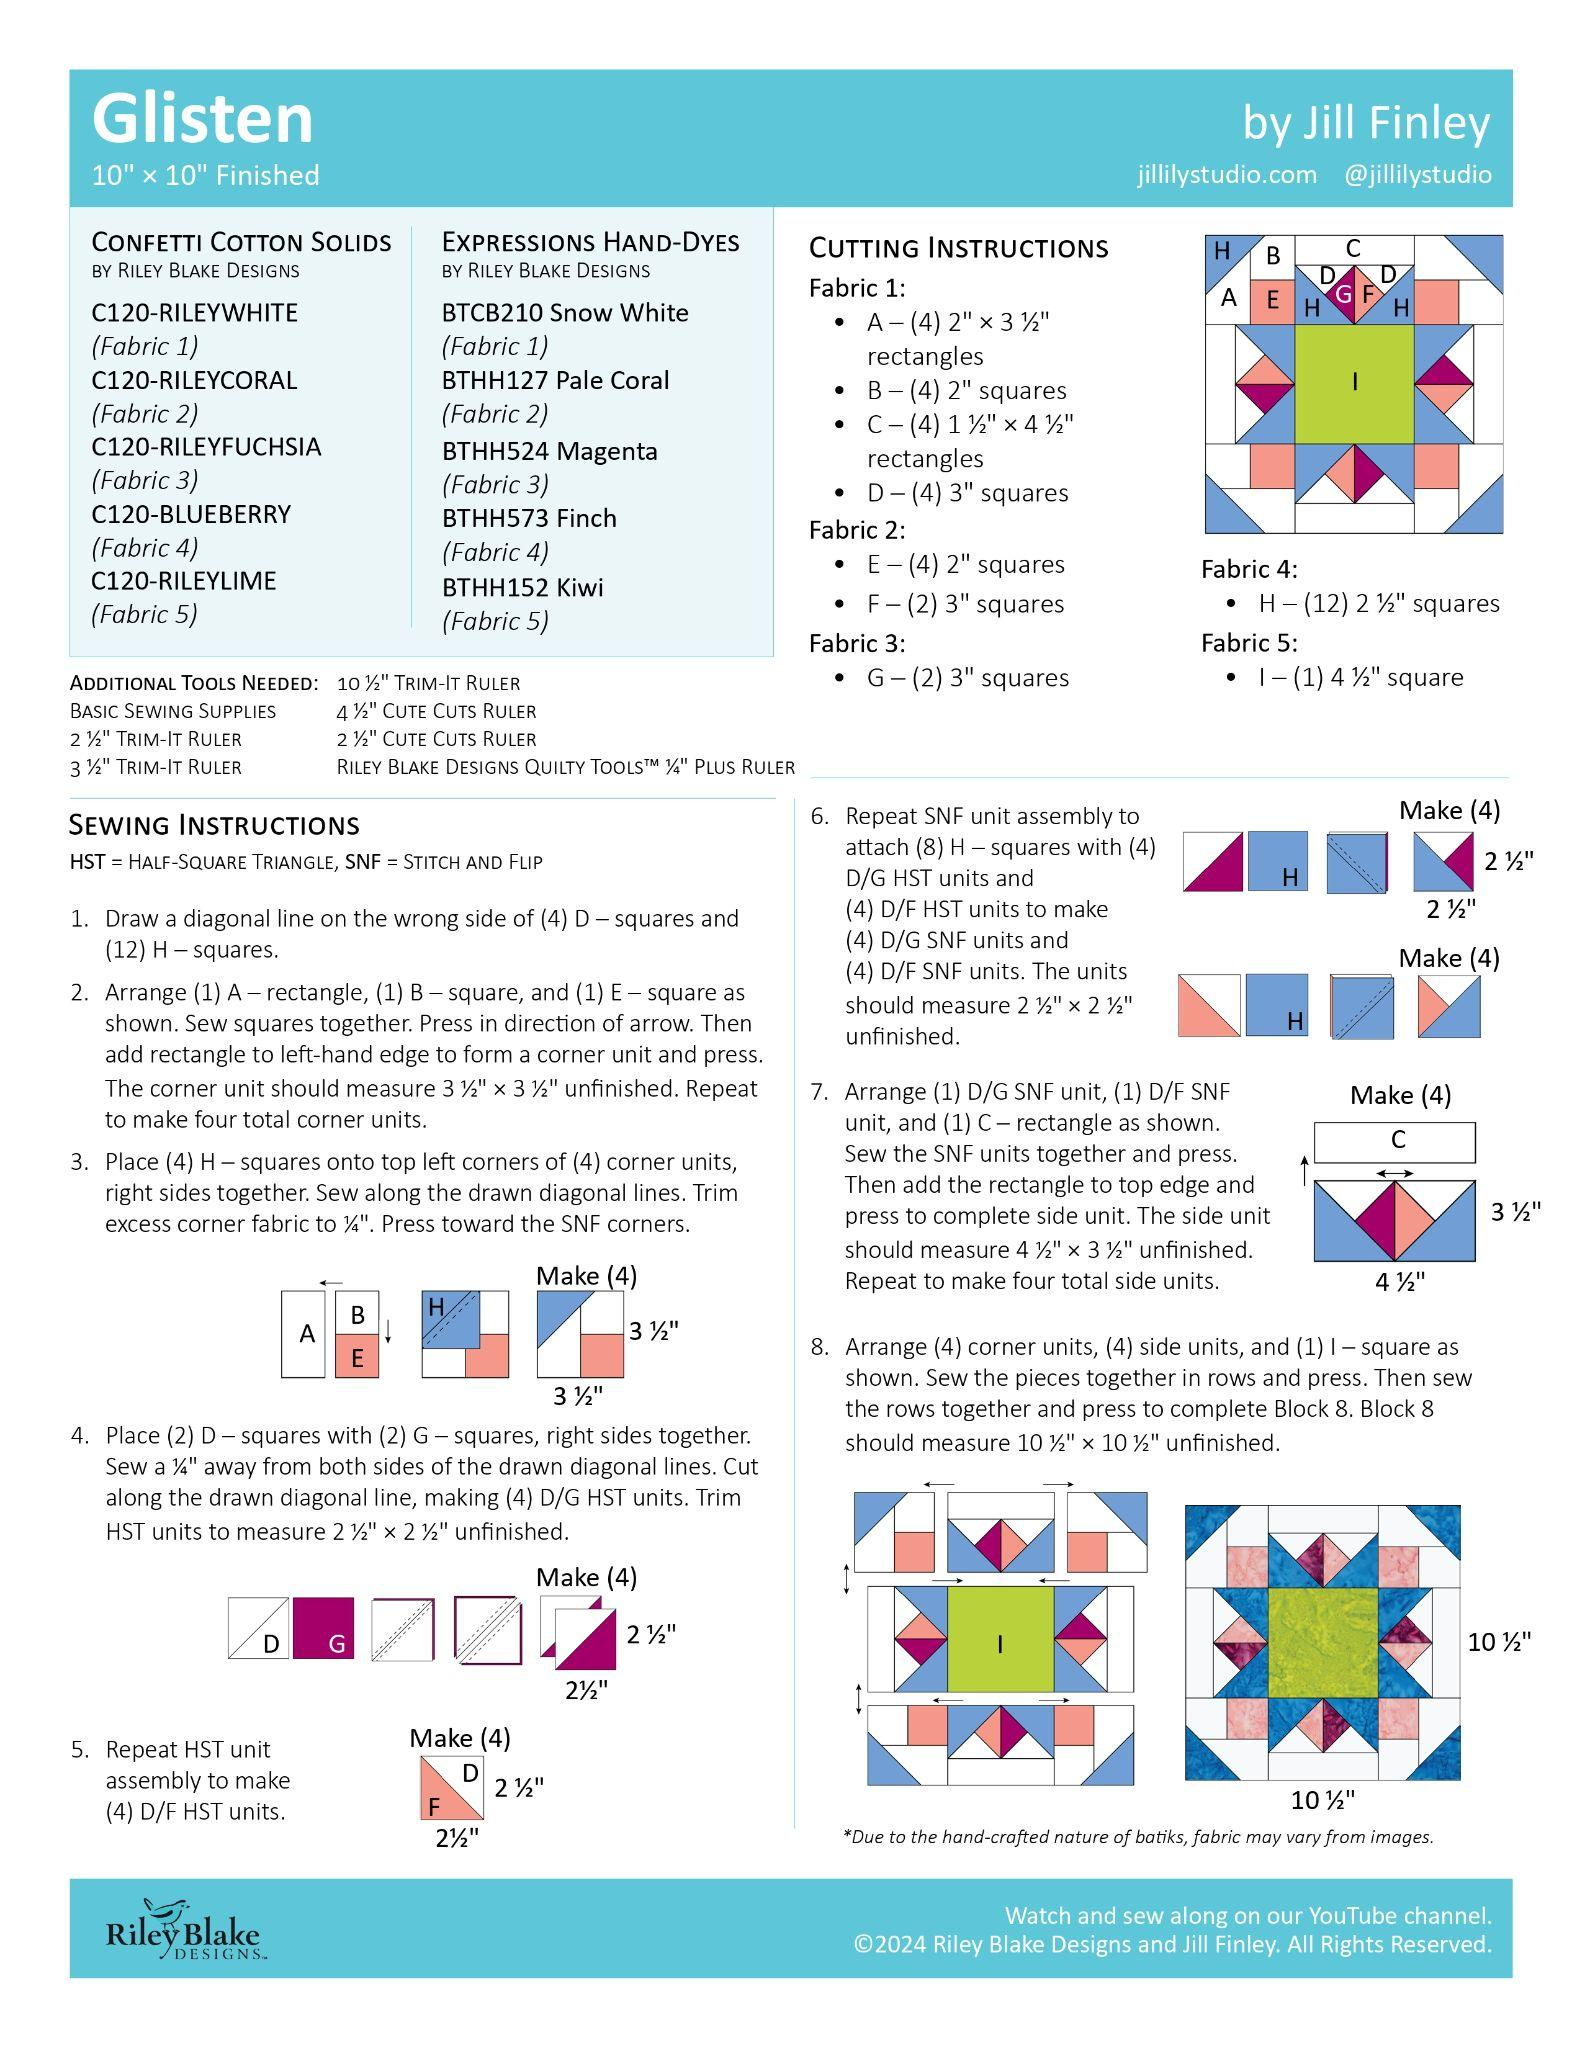 Glisten
10" × 10" Finished
by Jill Finley
jillilystudio.com @jillilystudio
Confetti Cotton Solids
by Riley Blake Designs
C120-RILEYWHITE
(Fabric 1)
C120-RILEYCORAL
(Fabric 2)
C120-RILEYFUCHSIA
(Fabric 3)
C120-BLUEBERRY
(Fabric 4)
C120-RILEYLIME
(Fabric 5)
Expressions Hand-Dyes
by Riley Blake Designs
BTCB210 Snow White
(Fabric 1)
BTHH127 Pale Coral
(Fabric 2)
BTHH524 Magenta
(Fabric 3)
BTHH573 Finch
(Fabric 4)
BTHH152 Kiwi
(Fabric 5)
Additional Tools Needed:
Basic Sewing Supplies
2 ½" Trim-It Ruler
3 ½" Trim-It Ruler
10 ½" Trim-It Ruler
4 ½" Cute Cuts Ruler
2 ½" Cute Cuts Ruler
Riley Blake Designs Quilty Tools™ ¼" Plus Ruler
Cutting Instructions
Fabric 1:
• A – (4) 2" × 3 ½"
rectangles
• B – (4) 2" squares
• C – (4) 1 ½" × 4 ½"
rectangles
• D – (4) 3" squares
Fabric 2:
• E – (4) 2" squares
• F – (2) 3" squares
Fabric 3:
• G – (2) 3" squares
H B C
D D
A E H G F H
I
Fabric 4:
• H – (12) 2 ½" squares
Fabric 5:
• I – (1) 4 ½" square
Sewing Instructions
HST = Half-Square Triangle, SNF = Stitch and Flip
1. Draw a diagonal line on the wrong side of (4) D – squares and
(12) H – squares.
2. Arrange (1) A – rectangle, (1) B – square, and (1) E – square as
shown. Sew squares together. Press in direction of arrow. Then
add rectangle to left-hand edge to form a corner unit and press.
The corner unit should measure 3 ½" × 3 ½" unfinished. Repeat
to make four total corner units.
3. Place (4) H – squares onto top left corners of (4) corner units,
right sides together. Sew along the drawn diagonal lines. Trim
excess corner fabric to ¼". Press toward the SNF corners.
Make (4)
A B E H
3 ½"
3 ½"
4. Place (2) D – squares with (2) G – squares, right sides together.
Sew a ¼" away from both sides of the drawn diagonal lines. Cut
along the drawn diagonal line, making (4) D/G HST units. Trim
HST units to measure 2 ½" × 2 ½" unfinished.
Make (4)
D G
2 ½"
2½"
5. Repeat HST unit
assembly to make
(4) D/F HST units.
Make (4)
D
F
2 ½"
2½"
6. Repeat SNF unit assembly to
attach (8) H – squares with (4)
D/G HST units and
(4) D/F HST units to make
(4) D/G SNF units and
(4) D/F SNF units. The units
should measure 2 ½" × 2 ½"
unfinished.
Make (4)
H
2 ½"
2 ½"
Make (4)
H
7. Arrange (1) D/G SNF unit, (1) D/F SNF
unit, and (1) C – rectangle as shown.
Sew the SNF units together and press.
Then add the rectangle to top edge and
press to complete side unit. The side unit
should measure 4 ½" × 3 ½" unfinished.
Repeat to make four total side units.
Make (4)
C
3 ½"
4 ½"
8. Arrange (4) corner units, (4) side units, and (1) I – square as
shown. Sew the pieces together in rows and press. Then sew
the rows together and press to complete Block 8. Block 8
should measure 10 ½" × 10 ½" unfinished.
I
10 ½"
10 ½"
*Due to the hand-crafted nature of batiks, fabric may vary from images.
Riley Blake
DESIGNS
Watch and sew along on our YouTube channel.
©2024 Riley Blake Designs and Jill Finley. All Rights Reserved.